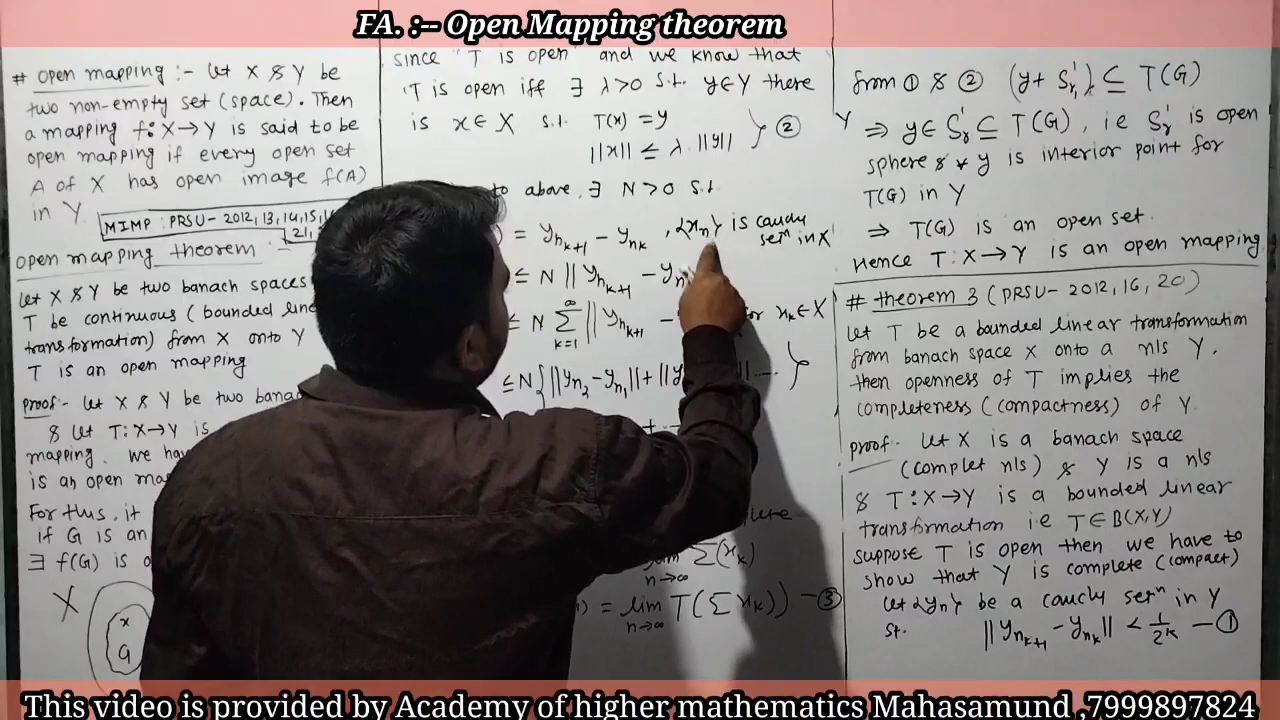 FA. :-- Open Mapping theorem
# open mapping :- let X & Y be
two non-empty set (space). Then
a mapping f: X→Y is said to be
open mapping if every open set
A of X has open image f(A)
in Y.
MIMP : PRSU- 2012, 13, 14, 15,
21,
open mapping theorem
let X & Y be two banach spaces
T be continuous (bounded line
transformation) from X onto Y
T is an open mapping
proof- let X & Y be two bana
& let T: X→Y is
mapping. we ha
is an open ma
For this, it
if G is an
∃ f(G) is
X
x
G
since "T is open" and we know that
'T is open iff ∃ λ>0 s.t. y∈Y there
is x∈X s.t. T(x) = y
||x|| ≤ λ.||y|| } ②
to above, ∃ N>0 s.t.
= y_{n_{k+1}} - y_{n_k} , {x_n} is caucy
seqn in X
≤ N || y_{n_{k+1}} - y_n
≤ N ∑_{k=1}^{∞} || y_{n_{k+1}} - for x_k∈X
≤ N { ||y_{n_2} - y_{n_1}|| + ||y || .... }
∑(x_k)
n→∞
= lim_{n→∞} T(∑x_k)) - ③
from ① & ② (y + S'_{r_1}) ⊆ T(G)
Y ⇒ y∈ S'_r ⊆ T(G), ie S'_r is open
sphere & ∀ y is interior point for
T(G) in Y
⇒ T(G) is an open set.
Hence T: X→Y is an open mapping
# theorem 3 (PRSU- 2012, 16, 20)
let T be a bounded linear transformation
from banach space X onto a nls Y.
then openness of T implies the
completeness (compactness) of Y.
proof- let X is a banach space
(complet nls) & Y is a nls
& T: X→Y is a bounded linear
transformation ie T∈B(X,Y)
suppose T is open then we have to
show that Y is complete (compact)
let {y_n} be a caucy seqn in Y
st. ||y_{n_{k+1}} - y_{n_k}|| < 1/2^k - ①
This video is provided by Academy of higher mathematics Mahasamund ,7999897824